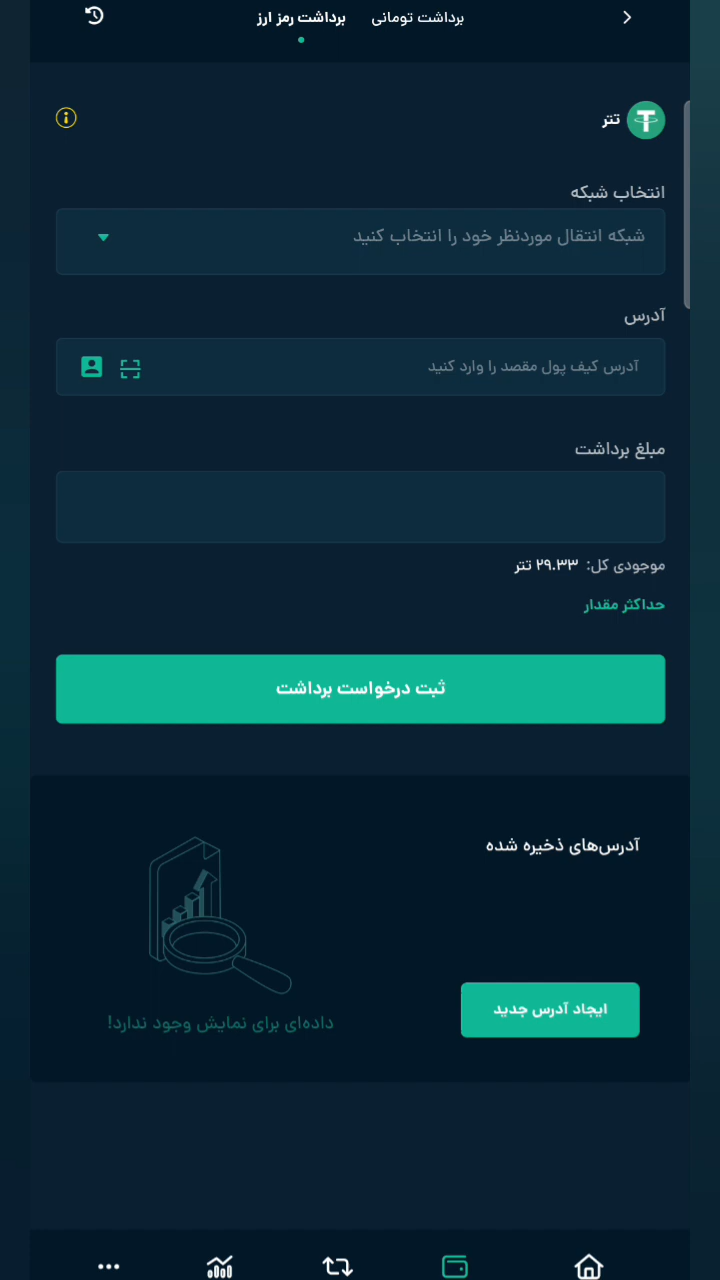 برداشت تومانی
برداشت رمز ارز
تتر
انتخاب شبکه
شبکه انتقال موردنظر خود را انتخاب کنید
آدرس
آدرس کیف پول مقصد را وارد کنید
مبلغ برداشت
موجودی کل: ۲۹.۳۳ تتر
حداکثر مقدار
ثبت درخواست برداشت
آدرس‌های ذخیره شده
ایجاد آدرس جدید
داده‌ای برای نمایش وجود ندارد!